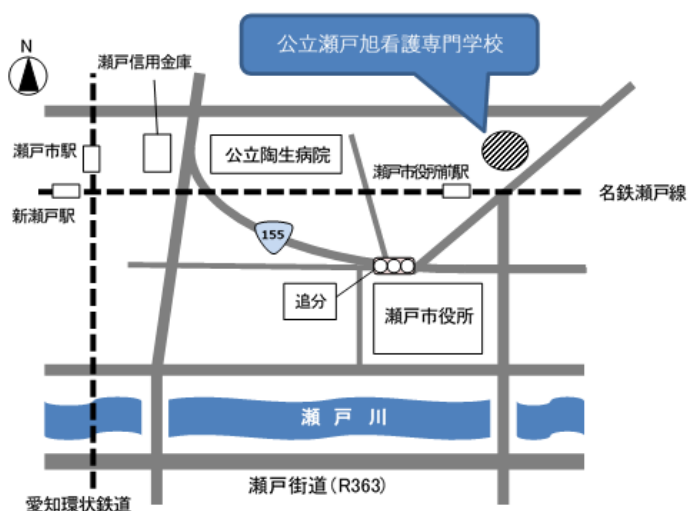 公立瀬戸旭看護専門学校
N
瀬戸信用金庫
瀬戸市駅
公立陶生病院
瀬戸市役所前駅
新瀬戸駅
名鉄瀬戸線
155
追分
瀬戸市役所
瀬戸川
瀬戸街道(R363)
愛知環状鉄道